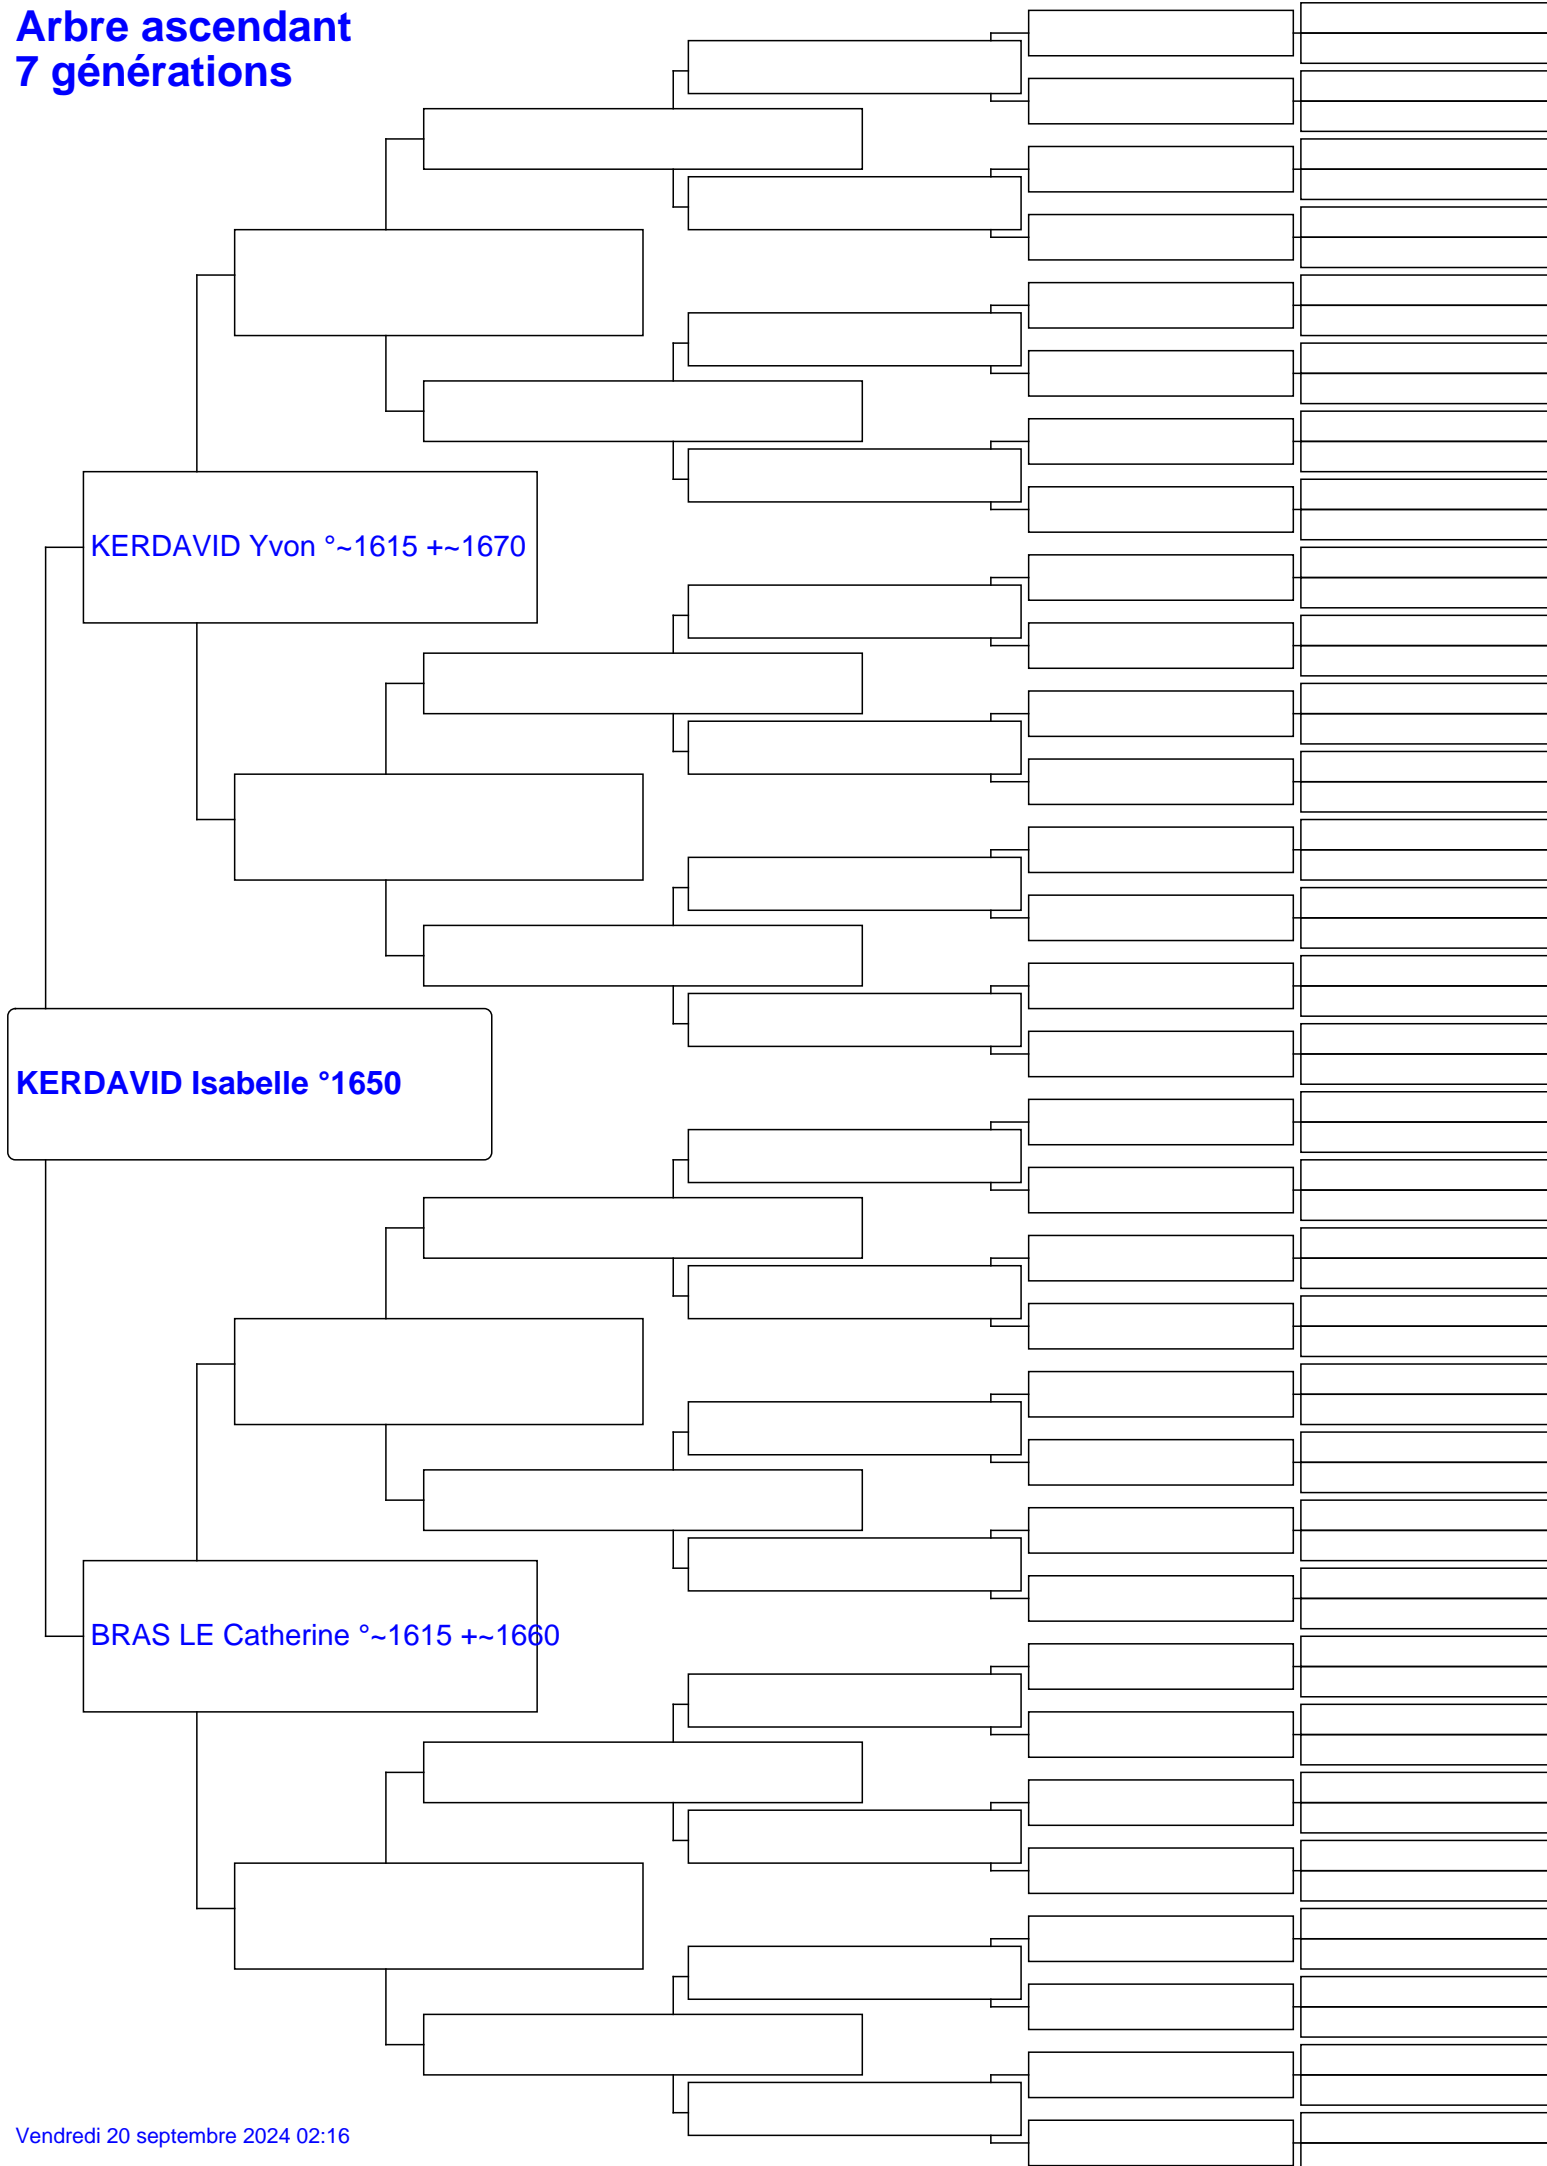 Arbre ascendant
7 générations
KERDAVID Yvon °~1615 +~1670
KERDAVID Isabelle °1650
BRAS LE Catherine °~1615 +~1660
Vendredi 20 septembre 2024 02:16